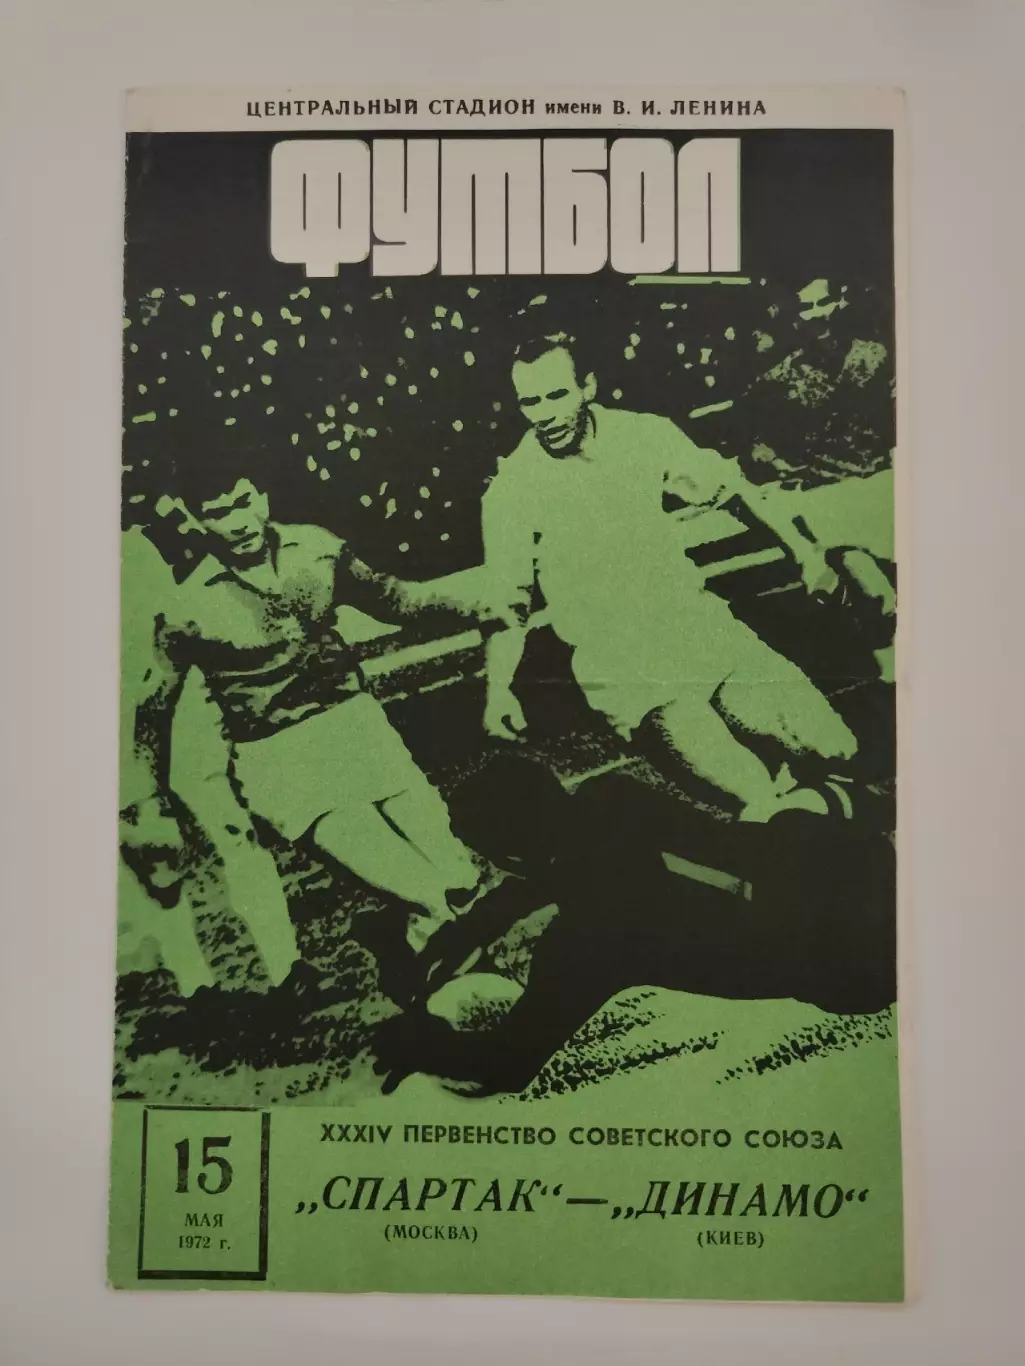 ЦЕНТРАЛЬНЫЙ СТАДИОН имени В. И. ЛЕНИНА
ФУТБОЛ
15
МАЯ
1972 г.
XXXIV ПЕРВЕНСТВО СОВЕТСКОГО СОЮЗА
„СПАРТАК“ — „ДИНАМО“
(МОСКВА) (КИЕВ)